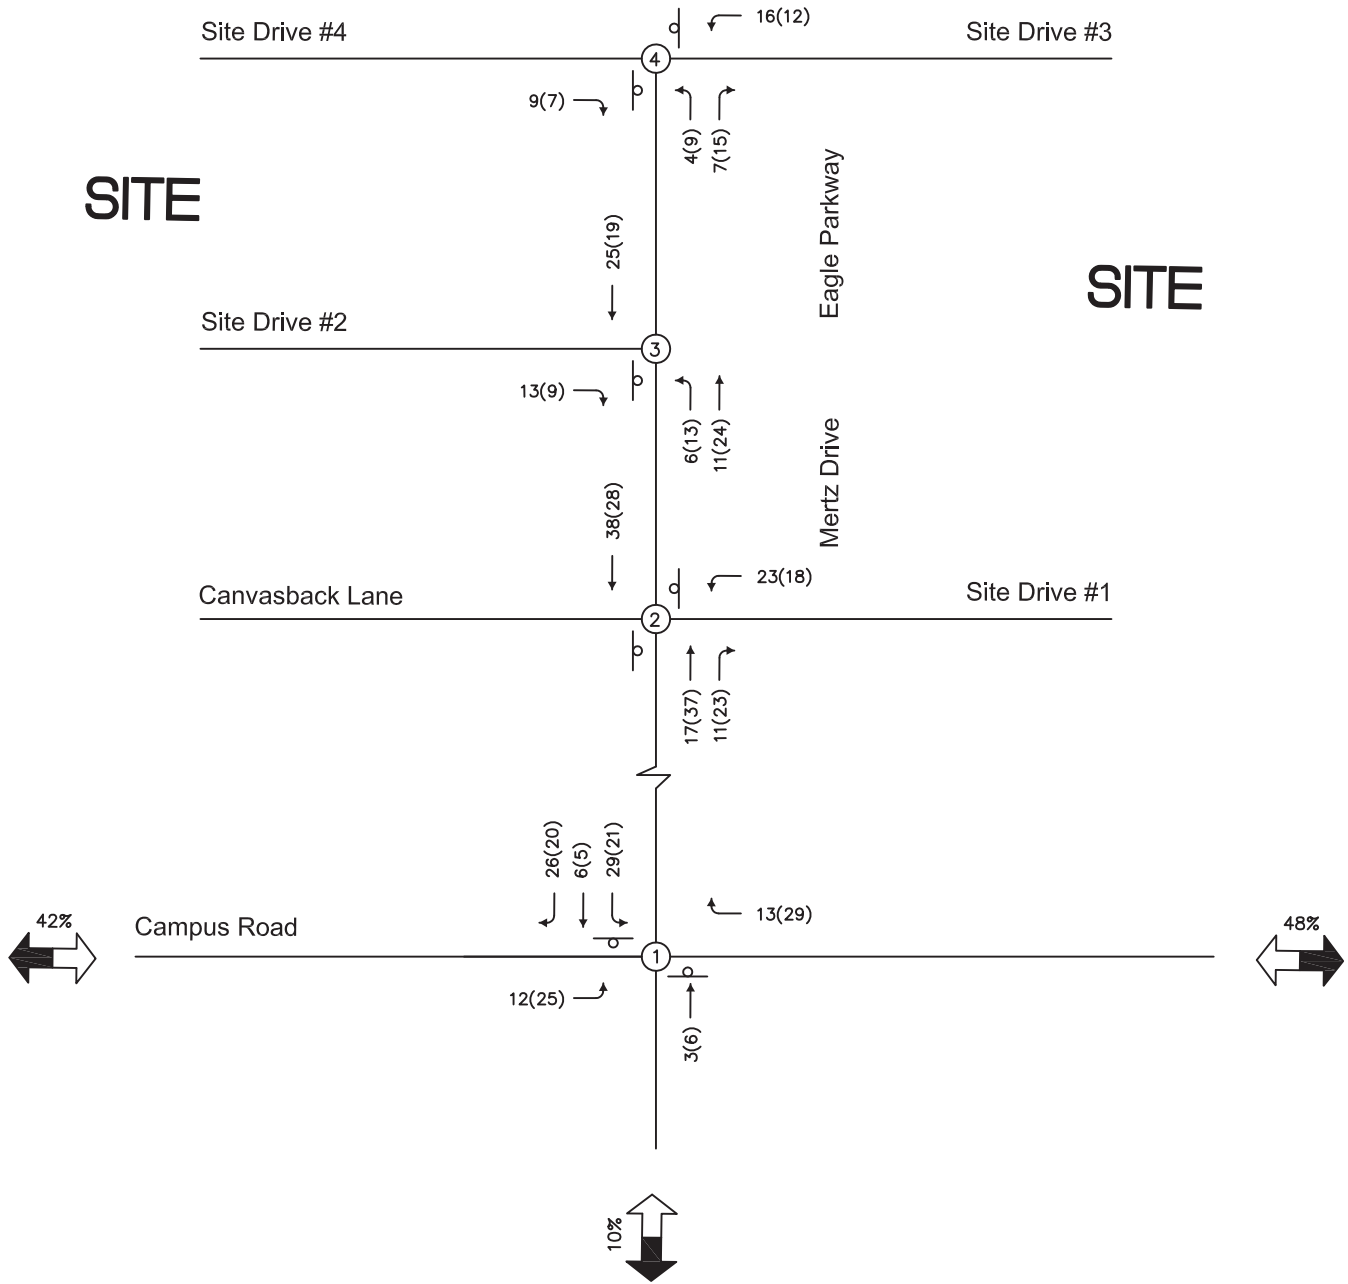 Site Drive #4
16(12)
Site Drive #3
4
9(7)
4(9)
7(15)
SITE
Eagle Parkway
25(19)
SITE
Site Drive #2
3
13(9)
6(13)
11(24)
Mertz Drive
38(28)
23(18)
Canvasback Lane
Site Drive #1
2
17(37)
11(23)
26(20)
6(5)
29(21)
42%
Campus Road
13(29)
48%
1
12(25)
3(6)
10%